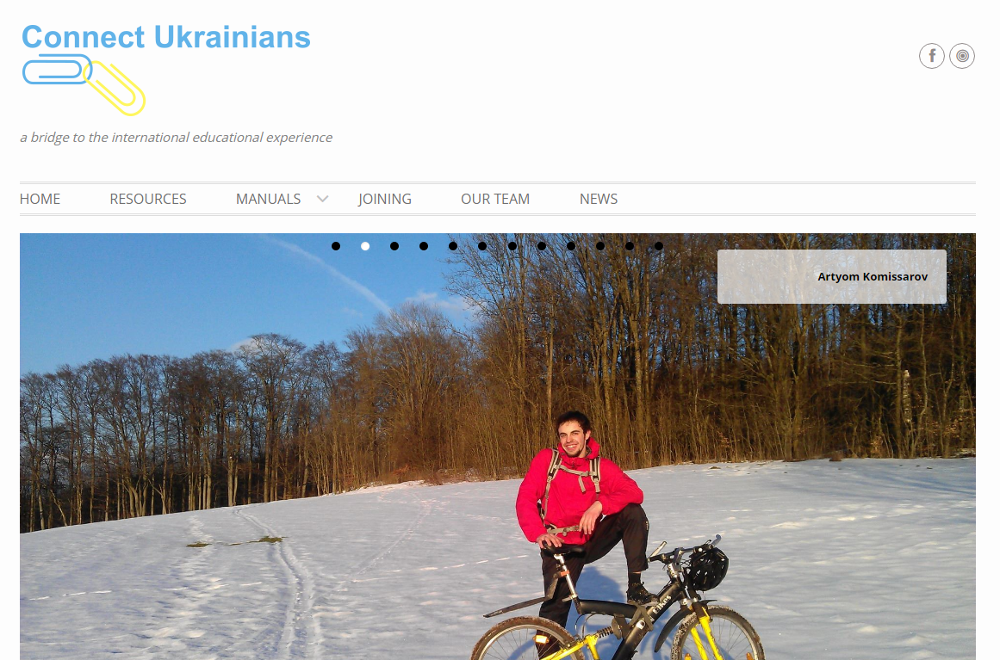 Connect Ukrainians
a bridge to the international educational experience
HOME RESOURCES MANUALS JOINING OUR TEAM NEWS
Artyom Komissarov